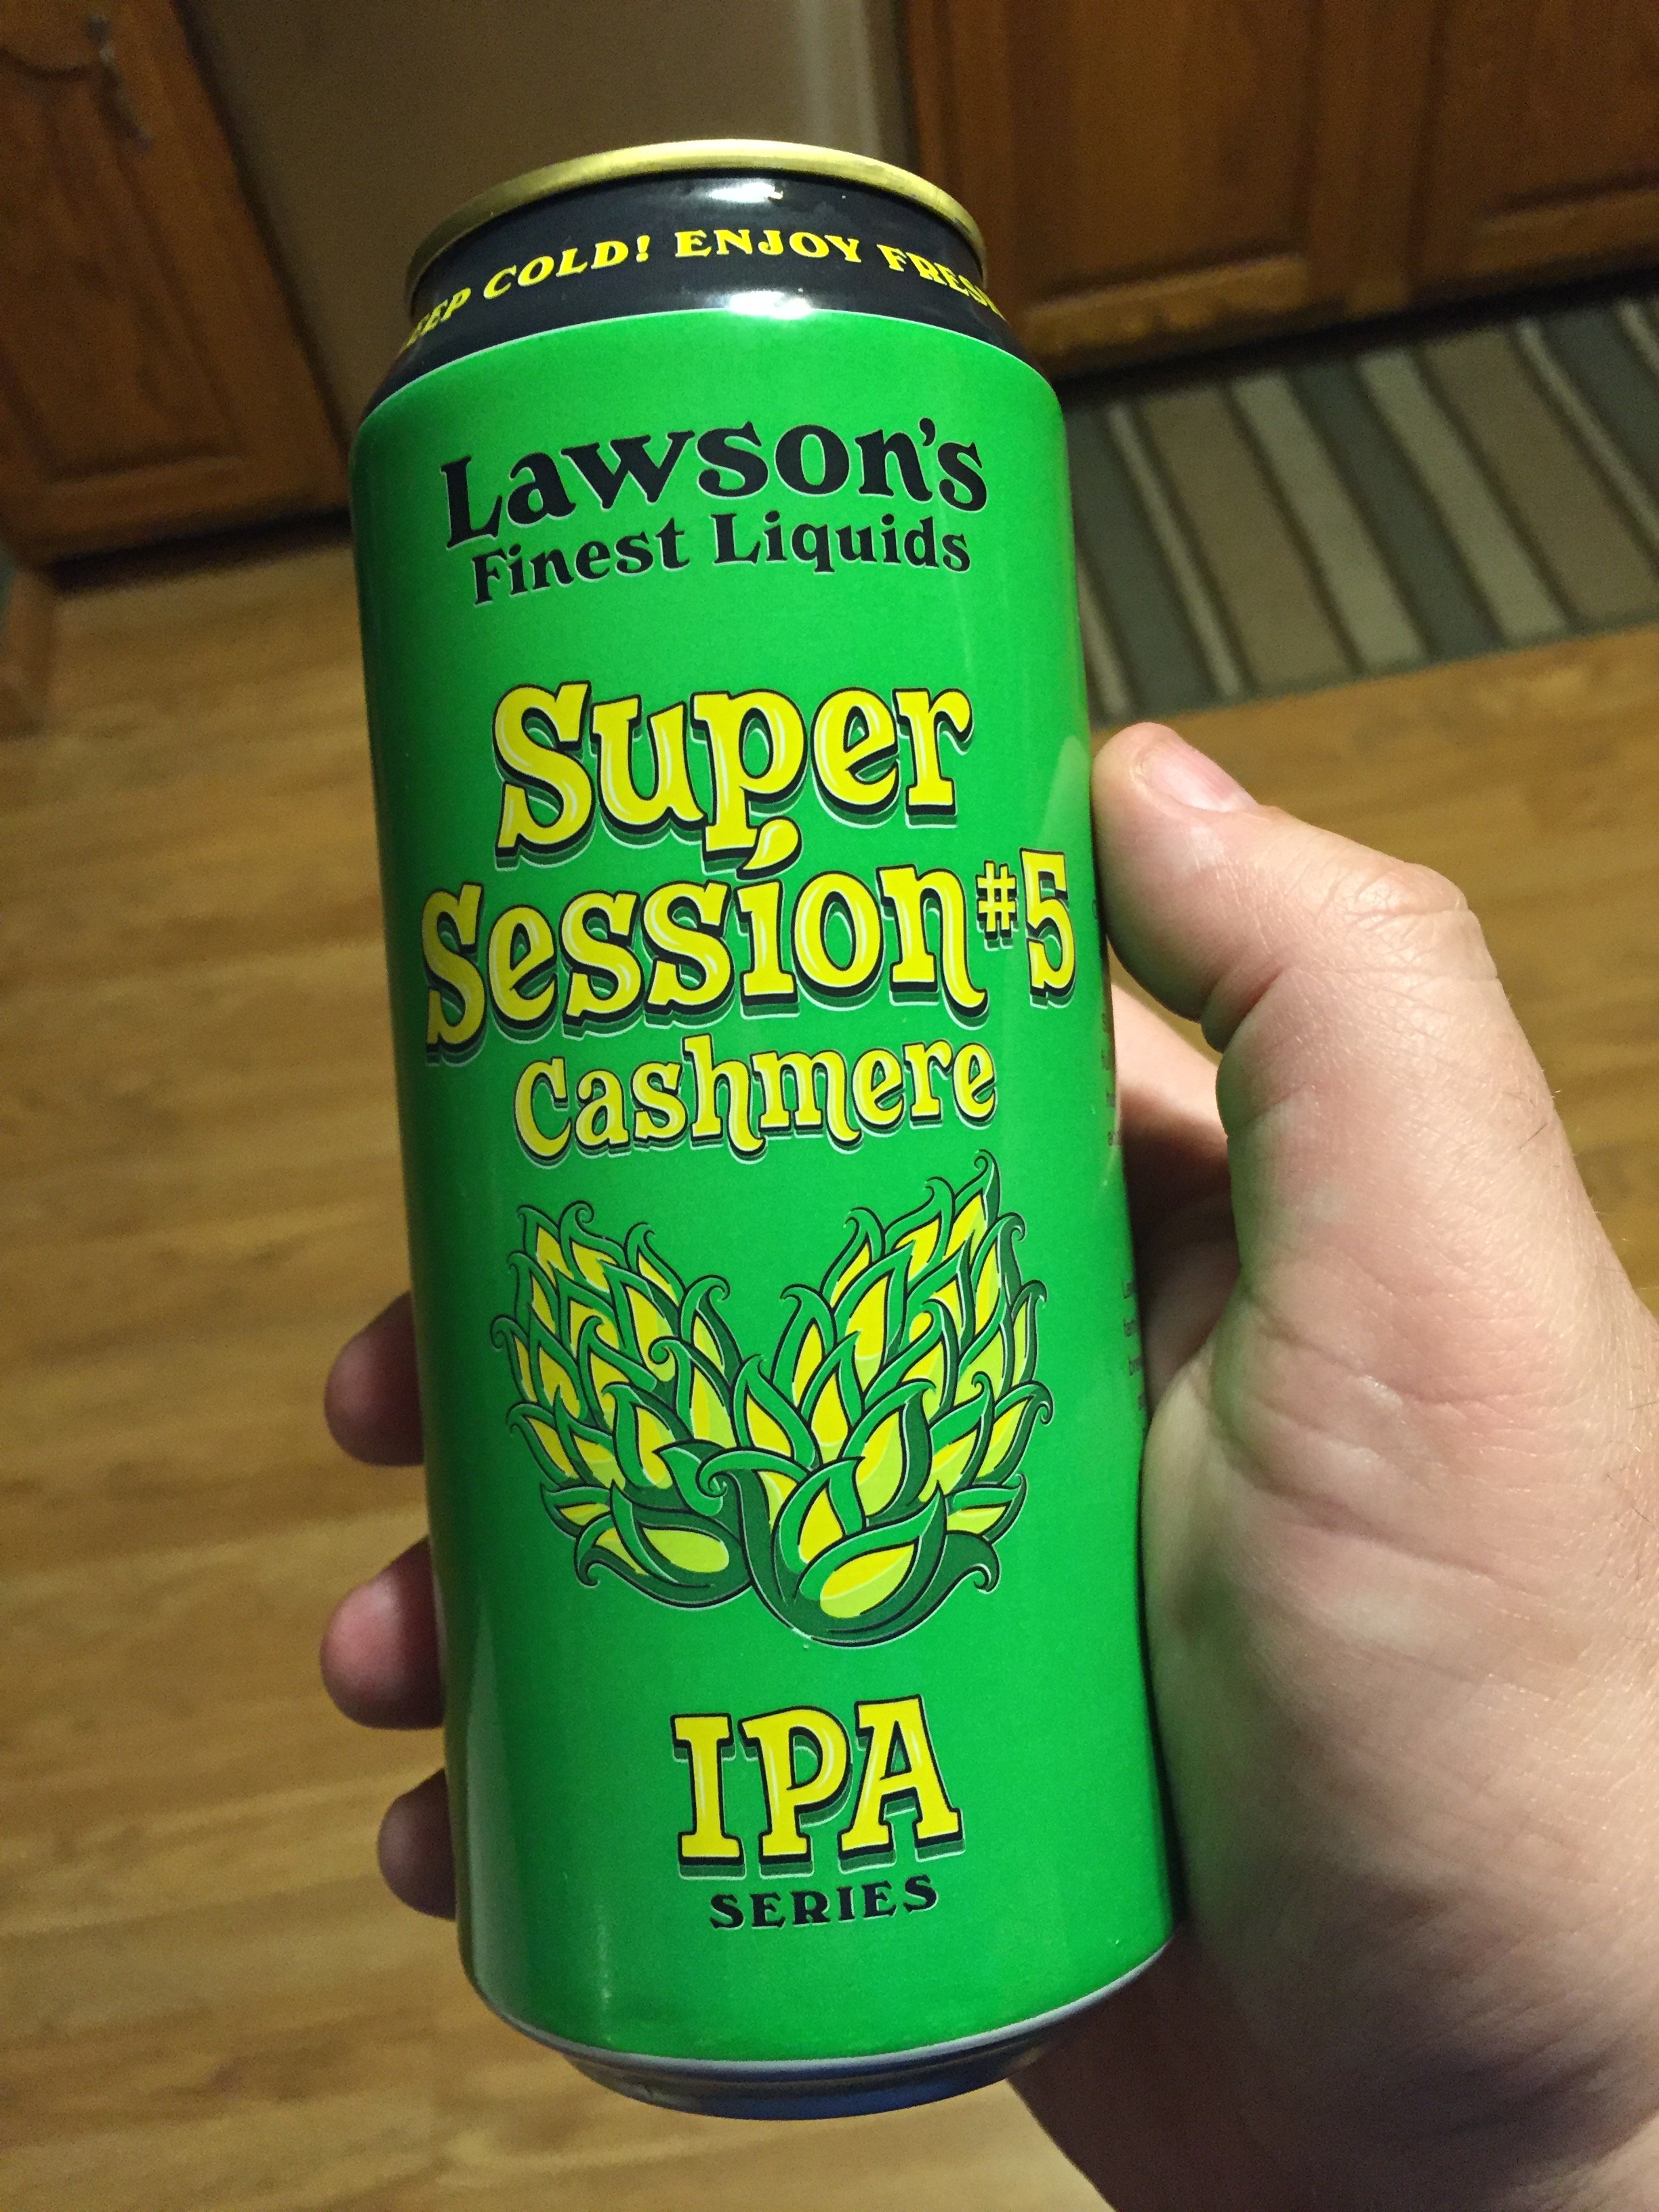 COLD! ENJOY
Lawson's
Finest Liquids
Super
Session #5
Cashmere
IPA
SERIES